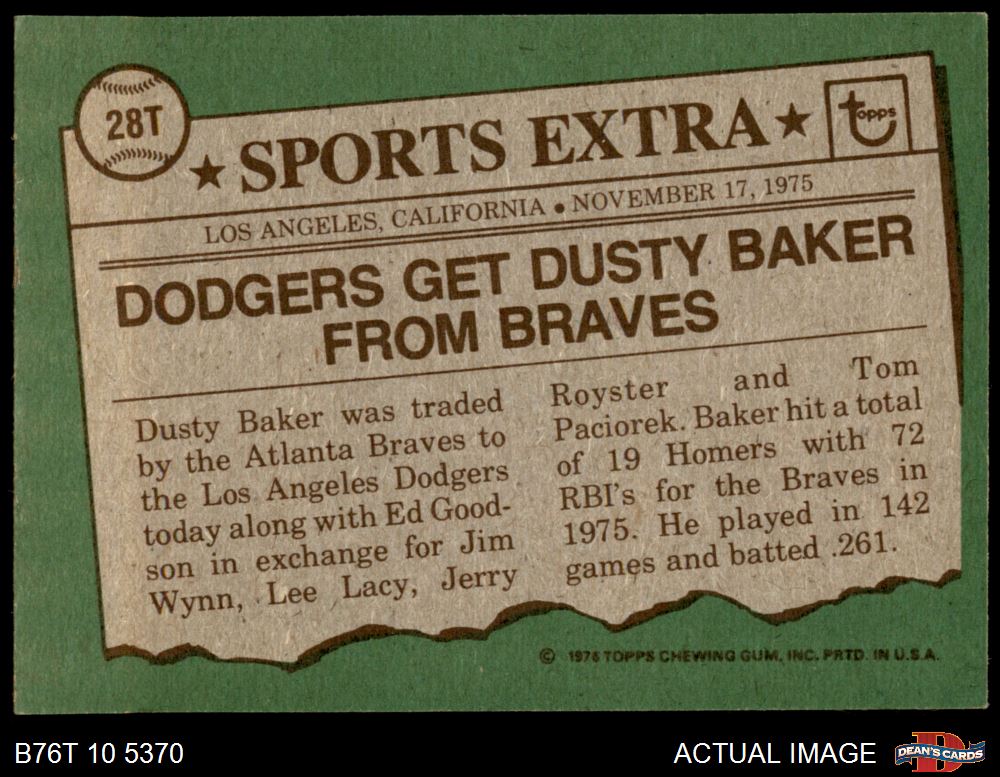 28T
★ SPORTS EXTRA ★
topps
LOS ANGELES, CALIFORNIA ● NOVEMBER 17, 1975
DODGERS GET DUSTY BAKER
FROM BRAVES
Dusty Baker was traded
by the Atlanta Braves to
the Los Angeles Dodgers
today along with Ed Good-
son in exchange for Jim
Wynn, Lee Lacy, Jerry
Royster and Tom
Paciorek. Baker hit a total
of 19 Homers with 72
RBI's for the Braves in
1975. He played in 142
games and batted .261.
© 1976 TOPPS CHEWING GUM, INC. PRTD. IN U.S.A.
B76T 10 5370
ACTUAL IMAGE
DEAN'S CARDS